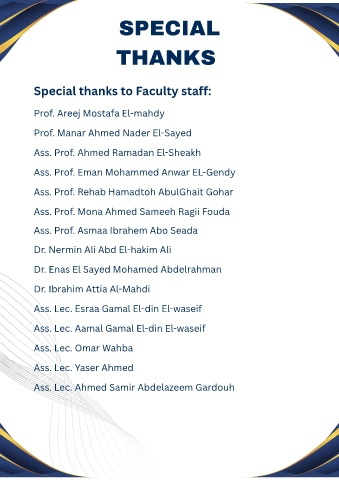 SPECIAL
THANKS
Special thanks to Faculty staff:
Prof. Areej Mostafa El-mahdy
Prof. Manar Ahmed Nader El-Sayed
Ass. Prof. Ahmed Ramadan El-Sheakh
Ass. Prof. Eman Mohammed Anwar EL-Gendy
Ass. Prof. Rehab Hamadtoh AbulGhait Gohar
Ass. Prof. Mona Ahmed Sameeh Ragii Fouda
Ass. Prof. Asmaa Ibrahem Abo Seada
Dr. Nermin Ali Abd El-hakim Ali
Dr. Enas El Sayed Mohamed Abdelrahman
Dr. Ibrahim Attia Al-Mahdi
Ass. Lec. Esraa Gamal El-din El-waseif
Ass. Lec. Aamal Gamal El-din El-waseif
Ass. Lec. Omar Wahba
Ass. Lec. Yaser Ahmed
Ass. Lec. Ahmed Samir Abdelazeem Gardouh